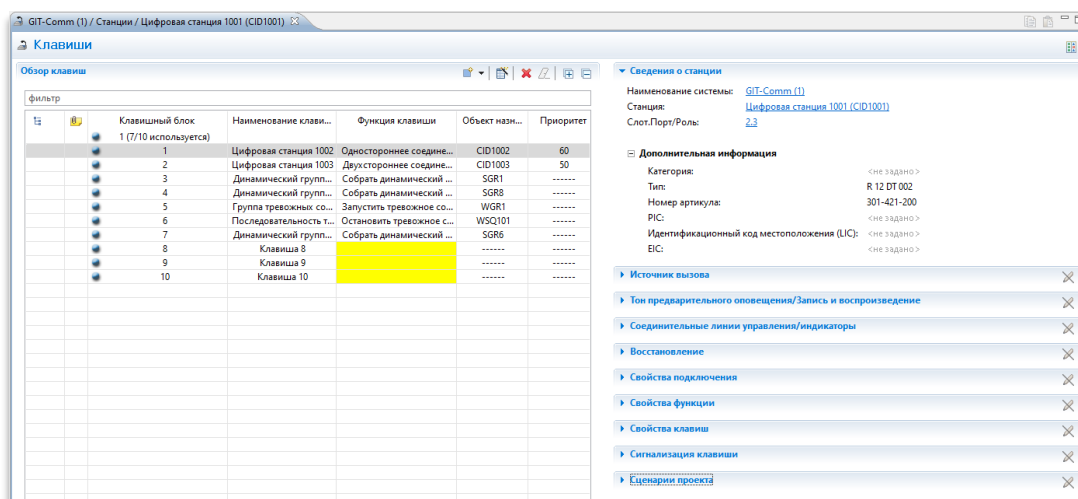 GIT-Comm (1) / Станции / Цифровая станция 1001 (CID1001)
Клавиши
Обзор клавиш
фильтр
Клавишный блок Наименование клави... Функция клавиши Объект назн... Приоритет
1 (7/10 используется)
1 Цифровая станция 1002 Одностороннее соедине... CID1002 60
2 Цифровая станция 1003 Двухстороннее соедине... CID1003 50
3 Динамический групп... Собрать динамический ... SGR1 ------
4 Динамический групп... Собрать динамический ... SGR8 ------
5 Группа тревожных со... Запустить тревожное со... WGR1 ------
6 Последовательность т... Остановить тревожное с... WSQ101 ------
7 Динамический групп... Собрать динамический ... SGR6 ------
8 Клавиша 8 ------ ------
9 Клавиша 9 ------ ------
10 Клавиша 10 ------ ------
Сведения о станции
Наименование системы: GIT-Comm (1)
Станция: Цифровая станция 1001 (CID1001)
Слот.Порт/Роль: 2.3
Дополнительная информация
Категория: <не задано>
Тип: R 12 DT 002
Номер артикула: 301-421-200
PIC: <не задано>
Идентификационный код местоположения (LIC): <не задано>
EIC: <не задано>
Источник вызова
Тон предварительного оповещения/Запись и воспроизведение
Соединительные линии управления/индикаторы
Восстановление
Свойства подключения
Свойства функции
Свойства клавиш
Сигнализация клавиши
Сценарии проекта